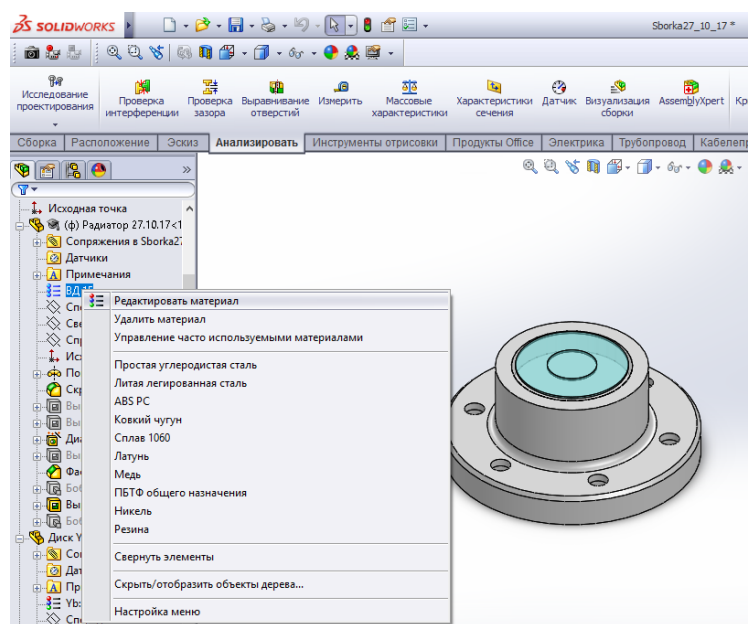 SOLIDWORKS
Sborka27_10_17 *
Исследование проектирования
Проверка интерференции
Проверка зазора
Выравнивание отверстий
Измерить
Массовые характеристики
Характеристики сечения
Датчик
Визуализация сборки
AssemblyXpert
Сборка
Расположение
Эскиз
Анализировать
Инструменты отрисовки
Продукты Office
Электрика
Трубопровод
Исходная точка
(ф) Радиатор 27.10.17<1
Сопряжения в Sborka27
Датчики
Примечания
Редактировать материал
Удалить материал
Управление часто используемыми материалами
Простая углеродистая сталь
Литая легированная сталь
ABS PC
Ковкий чугун
Сплав 1060
Латунь
Медь
ПБТФ общего назначения
Никель
Резина
Диск Y
Свернуть элементы
Скрыть/отобразить объекты дерева...
Настройка меню